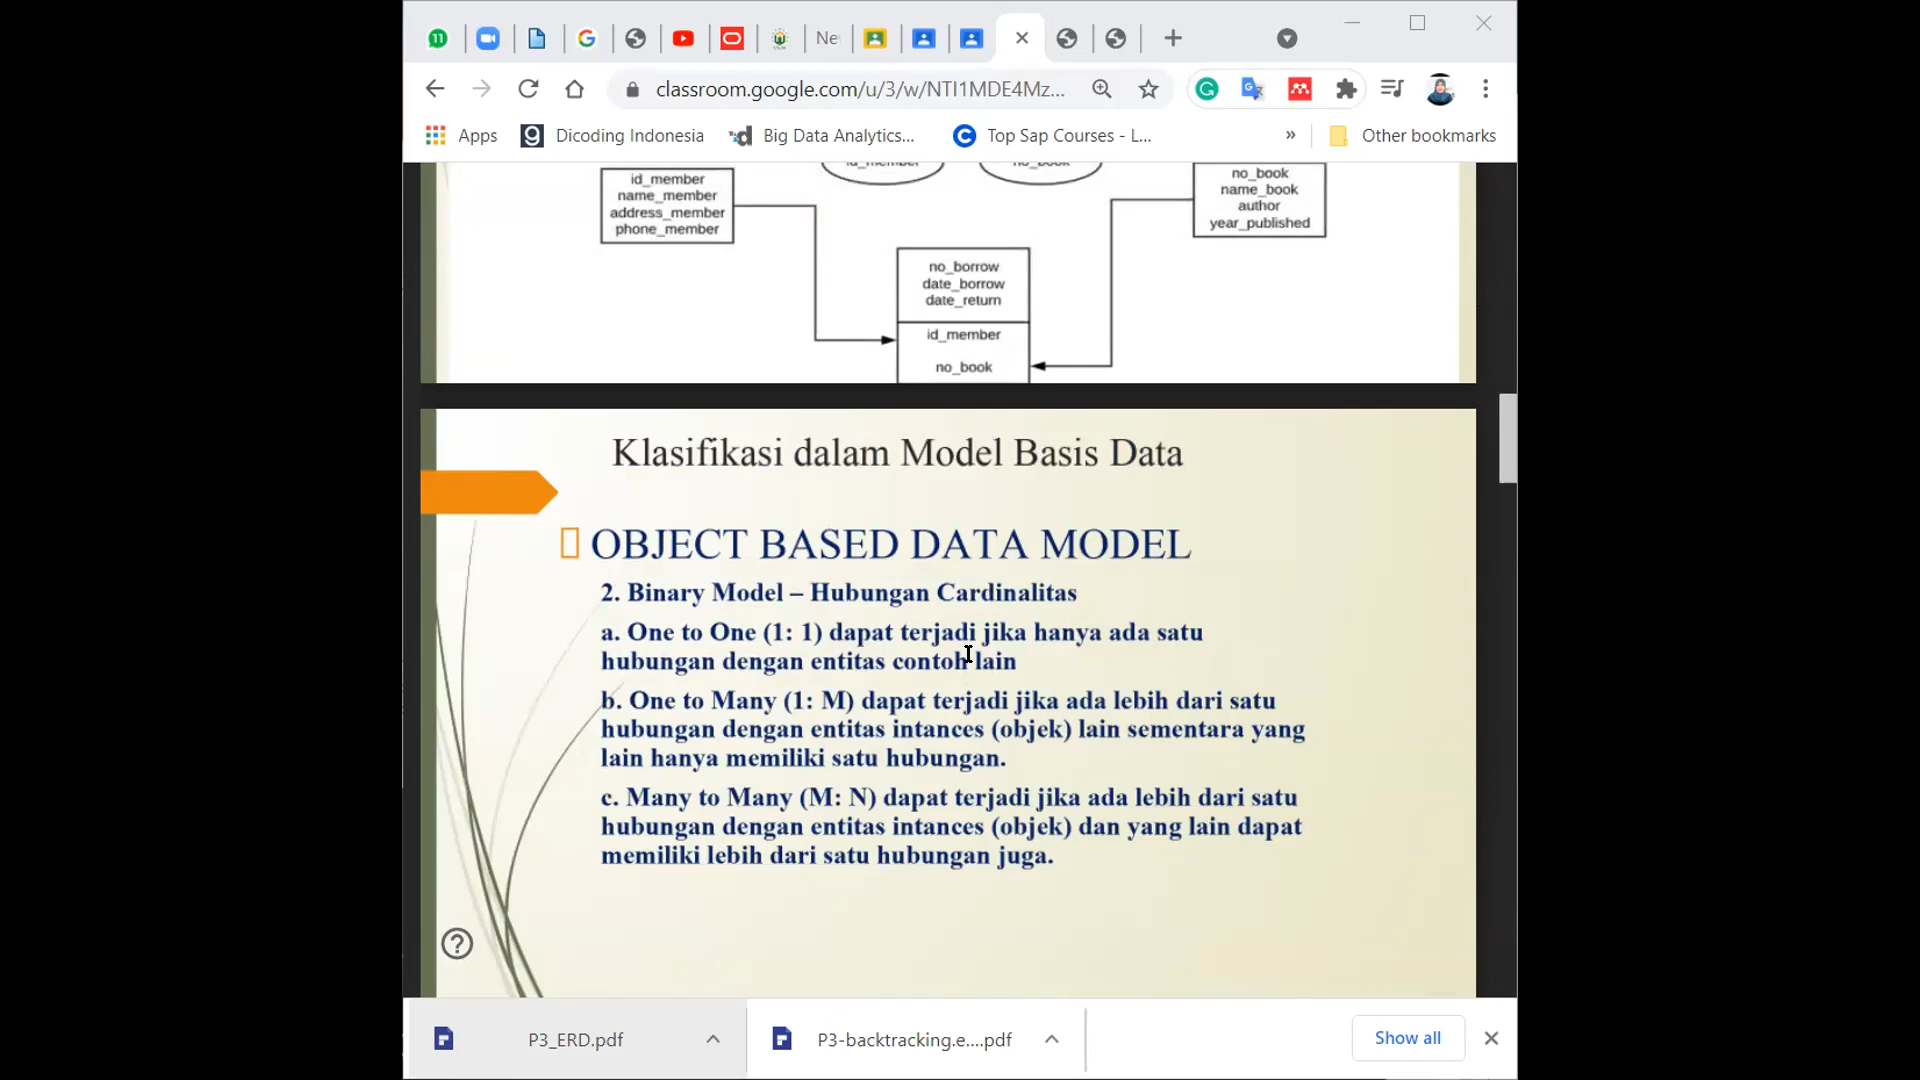 11
Ne
classroom.google.com/u/3/w/NTI1MDE4Mz...
Apps
Dicoding Indonesia
Big Data Analytics...
Top Sap Courses - L...
»
Other bookmarks
id_member
no_book
id_member
name_member
address_member
phone_member
no_book
name_book
author
year_published
no_borrow
date_borrow
date_return
id_member
no_book
Klasifikasi dalam Model Basis Data
OBJECT BASED DATA MODEL
2. Binary Model – Hubungan Cardinalitas
a. One to One (1: 1) dapat terjadi jika hanya ada satu
hubungan dengan entitas contoh lain
b. One to Many (1: M) dapat terjadi jika ada lebih dari satu
hubungan dengan entitas intances (objek) lain sementara yang
lain hanya memiliki satu hubungan.
c. Many to Many (M: N) dapat terjadi jika ada lebih dari satu
hubungan dengan entitas intances (objek) dan yang lain dapat
memiliki lebih dari satu hubungan juga.
P3_ERD.pdf
P3-backtracking.e....pdf
Show all